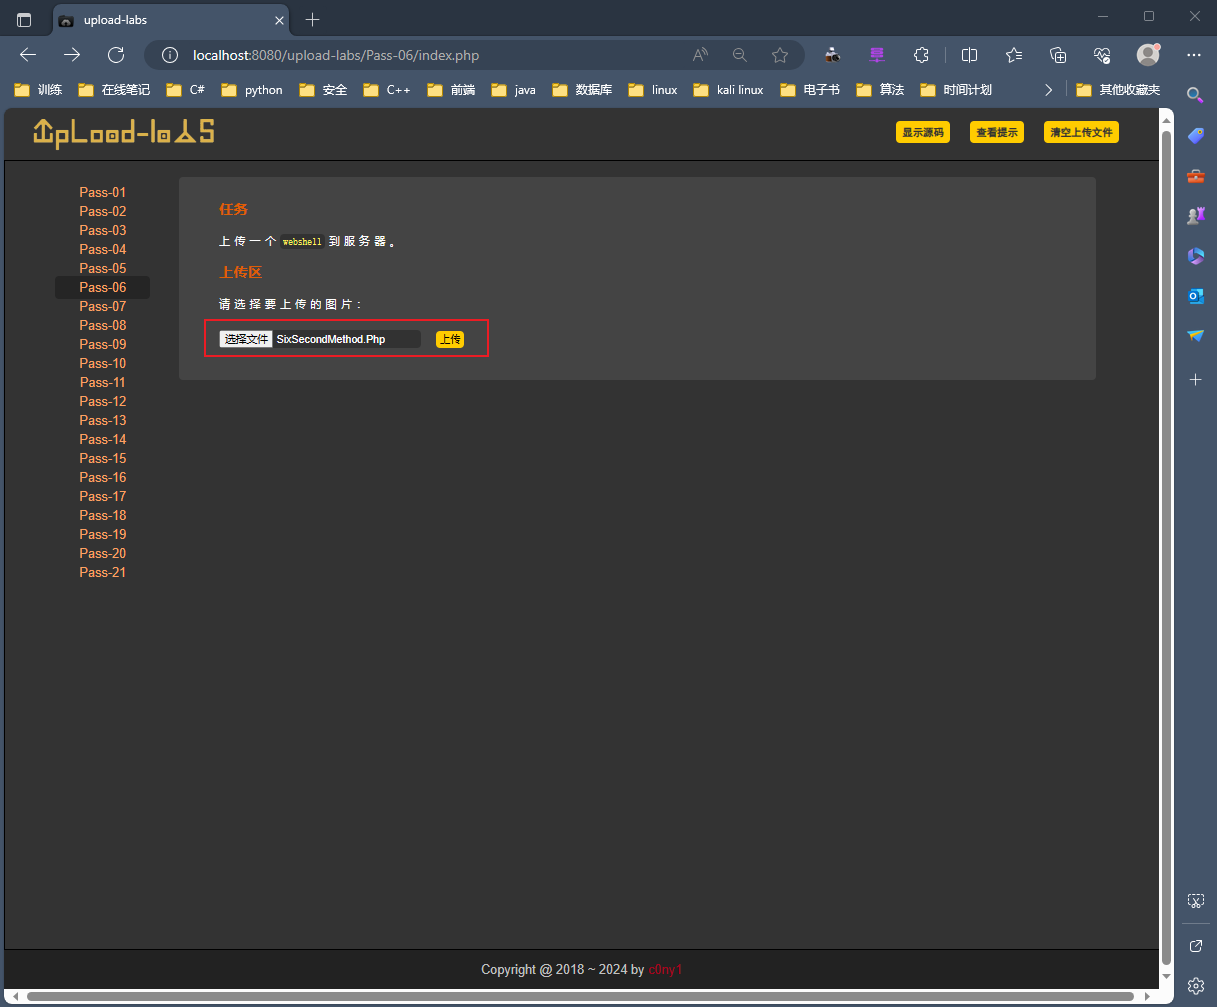 upload-labs
localhost:8080/upload-labs/Pass-06/index.php
训练 在线笔记 C# python 安全 C++ 前端 java 数据库 linux kali linux 电子书 算法 时间计划 其他收藏夹
UpLoad-labs
显示源码 查看提示 清空上传文件
Pass-01
Pass-02
Pass-03
Pass-04
Pass-05
Pass-06
Pass-07
Pass-08
Pass-09
Pass-10
Pass-11
Pass-12
Pass-13
Pass-14
Pass-15
Pass-16
Pass-17
Pass-18
Pass-19
Pass-20
Pass-21
任务
上传一个 webshell 到服务器。
上传区
请选择要上传的图片：
选择文件 SixSecondMethod.Php 上传
Copyright @ 2018 ~ 2024 by c0ny1